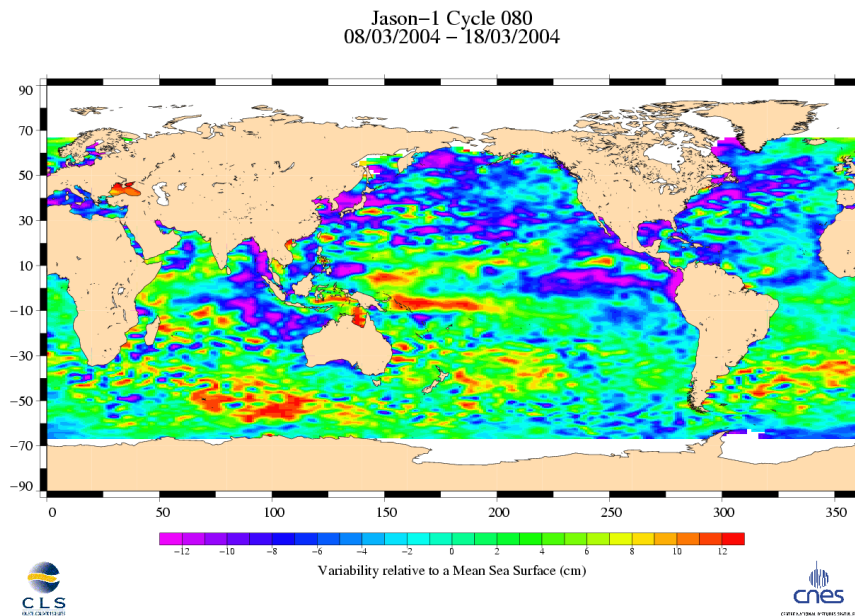 Jason−1 Cycle 080
08/03/2004 − 18/03/2004
90
70
50
30
10
−10
−30
−50
−70
−90
0 50 100 150 200 250 300 350
−12 −10 −8 −6 −4 −2 0 2 4 6 8 10 12
Variability relative to a Mean Sea Surface (cm)
CLS
cnes